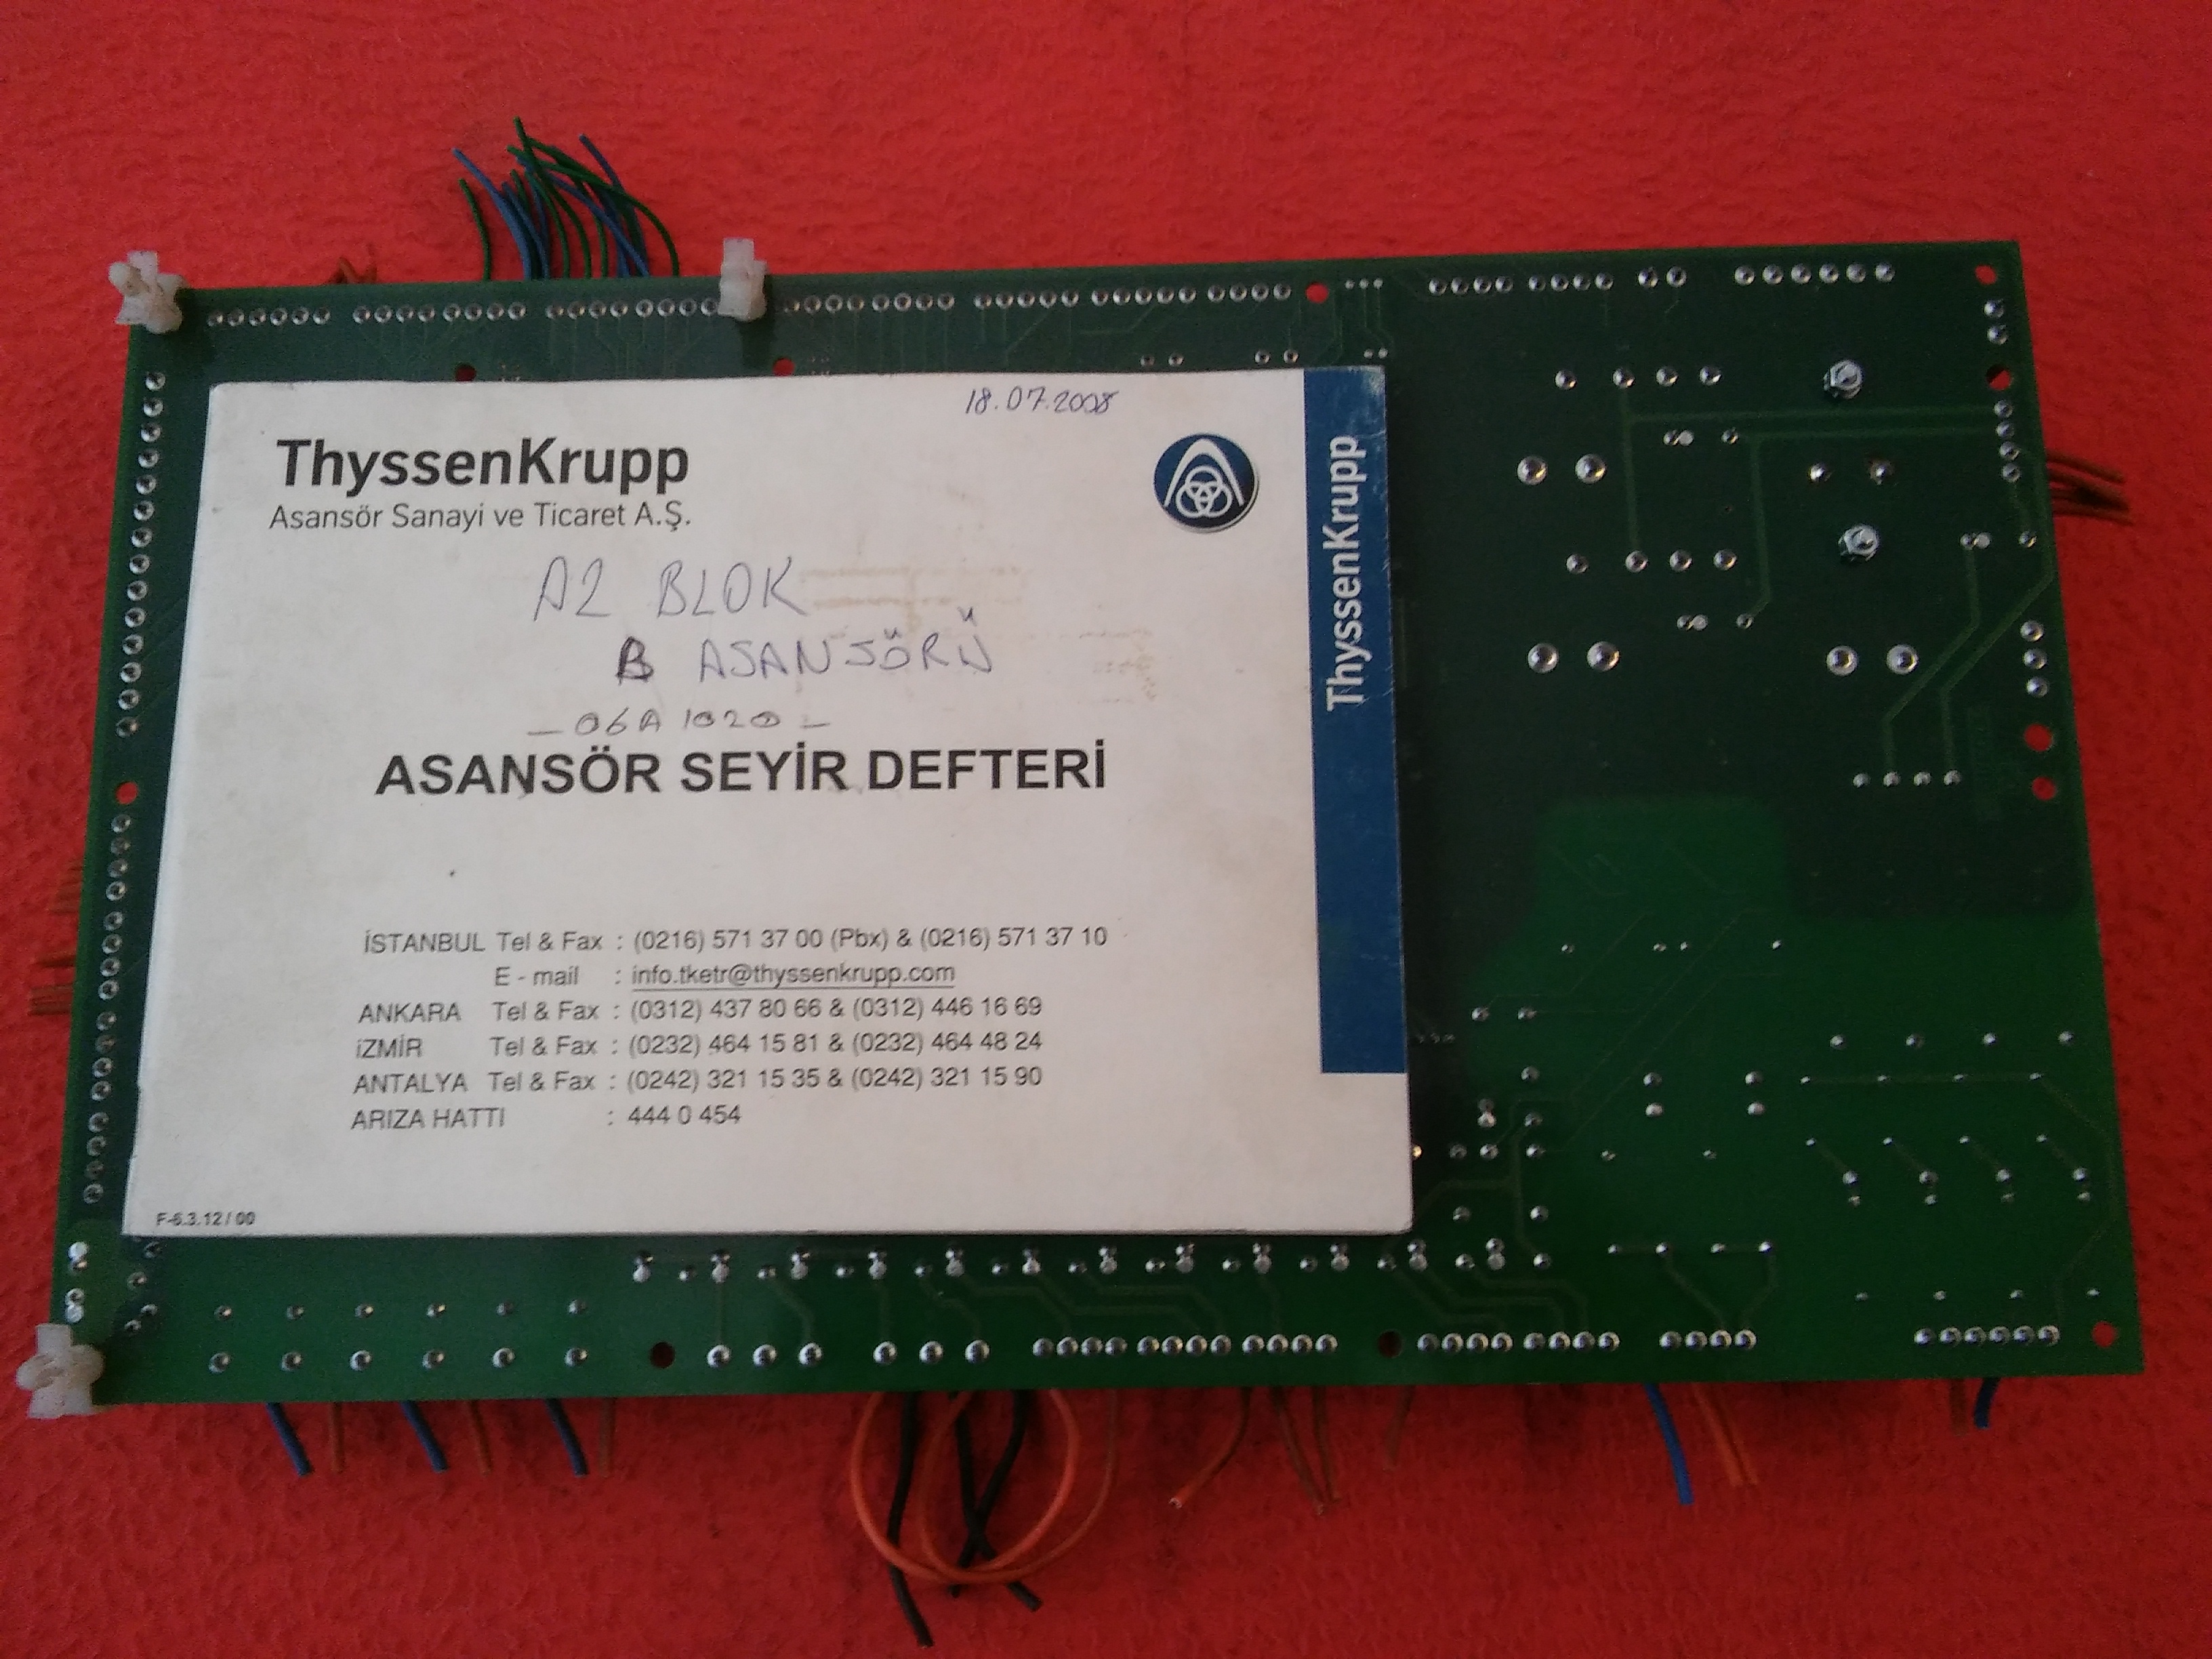 18.07.2008
ThyssenKrupp
Asansör Sanayi ve Ticaret A.Ş.
A2 BLOK
B ASANSÖRÜ
- 06A1020 -
ASANSÖR SEYİR DEFTERİ
İSTANBUL Tel & Fax : (0216) 571 37 00 (Pbx) & (0216) 571 37 10
E - mail : info.tketr@thyssenkrupp.com
ANKARA Tel & Fax : (0312) 437 80 66 & (0312) 446 16 69
İZMİR Tel & Fax : (0232) 464 15 81 & (0232) 464 48 24
ANTALYA Tel & Fax : (0242) 321 15 35 & (0242) 321 15 90
ARIZA HATTI : 444 0 454
F-6.3.12 / 00
ThyssenKrupp